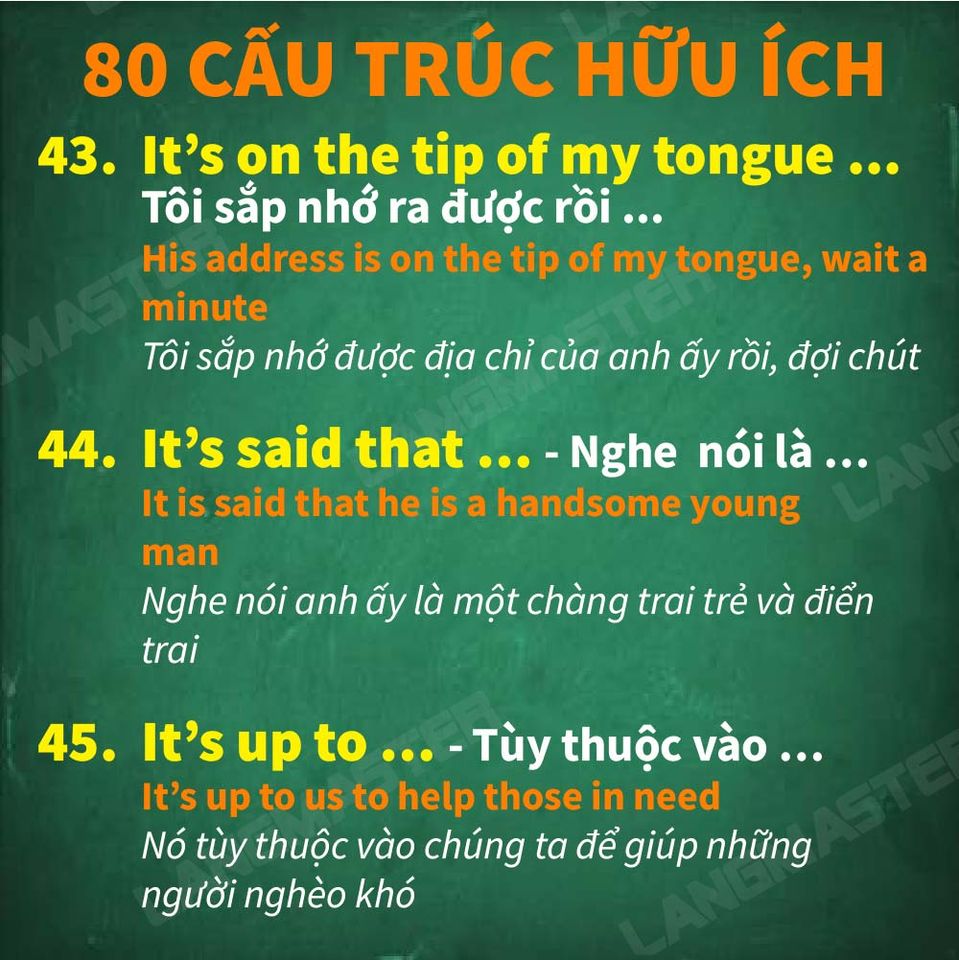 80 CẤU TRÚC HỮU ÍCH
43. It’s on the tip of my tongue ...
Tôi sắp nhớ ra được rồi ...
His address is on the tip of my tongue, wait a
minute
Tôi sắp nhớ được địa chỉ của anh ấy rồi, đợi chút
44. It’s said that ... - Nghe nói là ...
It is said that he is a handsome young
man
Nghe nói anh ấy là một chàng trai trẻ và điển
trai
45. It’s up to ... - Tùy thuộc vào ...
It’s up to us to help those in need
Nó tùy thuộc vào chúng ta để giúp những
người nghèo khó
LANGMASTER
LANGMASTER
LANGMASTER
LANGMASTER
LANGMASTER